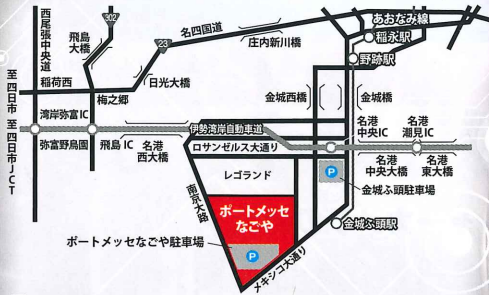 西尾張中央道
302
飛島大橋
23
名四国道
庄内新川橋
あおなみ線
稲永駅
野跡駅
稲荷西
梅之郷
日光大橋
金城西橋
金城橋
至四日市
湾岸弥富IC
伊勢湾岸自動車道
名港中央IC
名港潮見IC
至四日市JCT
弥富野鳥園
飛島IC
名港西大橋
ロサンゼルス大通り
名港中央大橋
名港東大橋
レゴランド
P
金城ふ頭駐車場
南京大路
ポートメッセ
なごや
金城ふ頭駅
ポートメッセなごや駐車場
P
メキシコ大通り